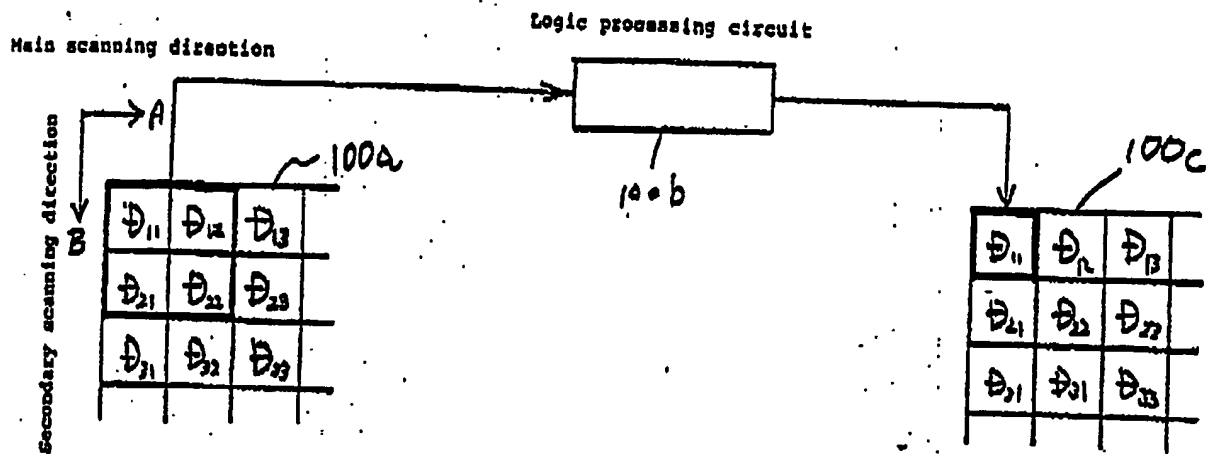 Logic processing circuit
Main scanning direction
A
Secondary scanning direction
B
100a
100b
100c
D11 D12 D13
D21 D22 D23
D31 D32 D33
D11 D12 D13
D21 D22 D23
D31 D31 D33